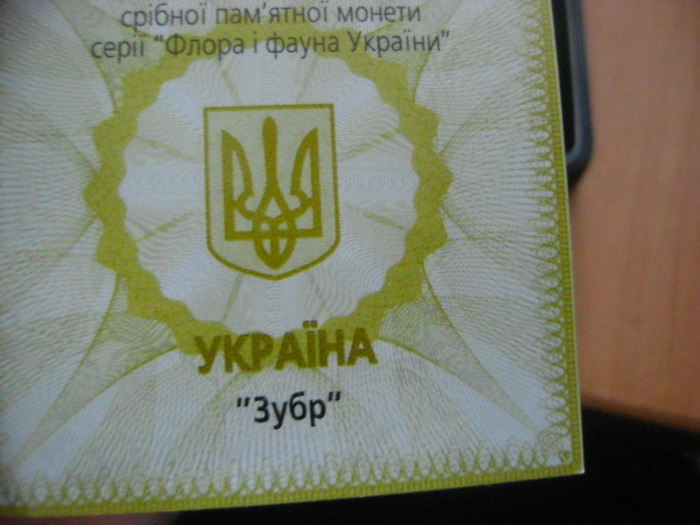 срібної пам'ятної монети
серії "Флора і фауна України"
УКРАЇНА
"Зубр"